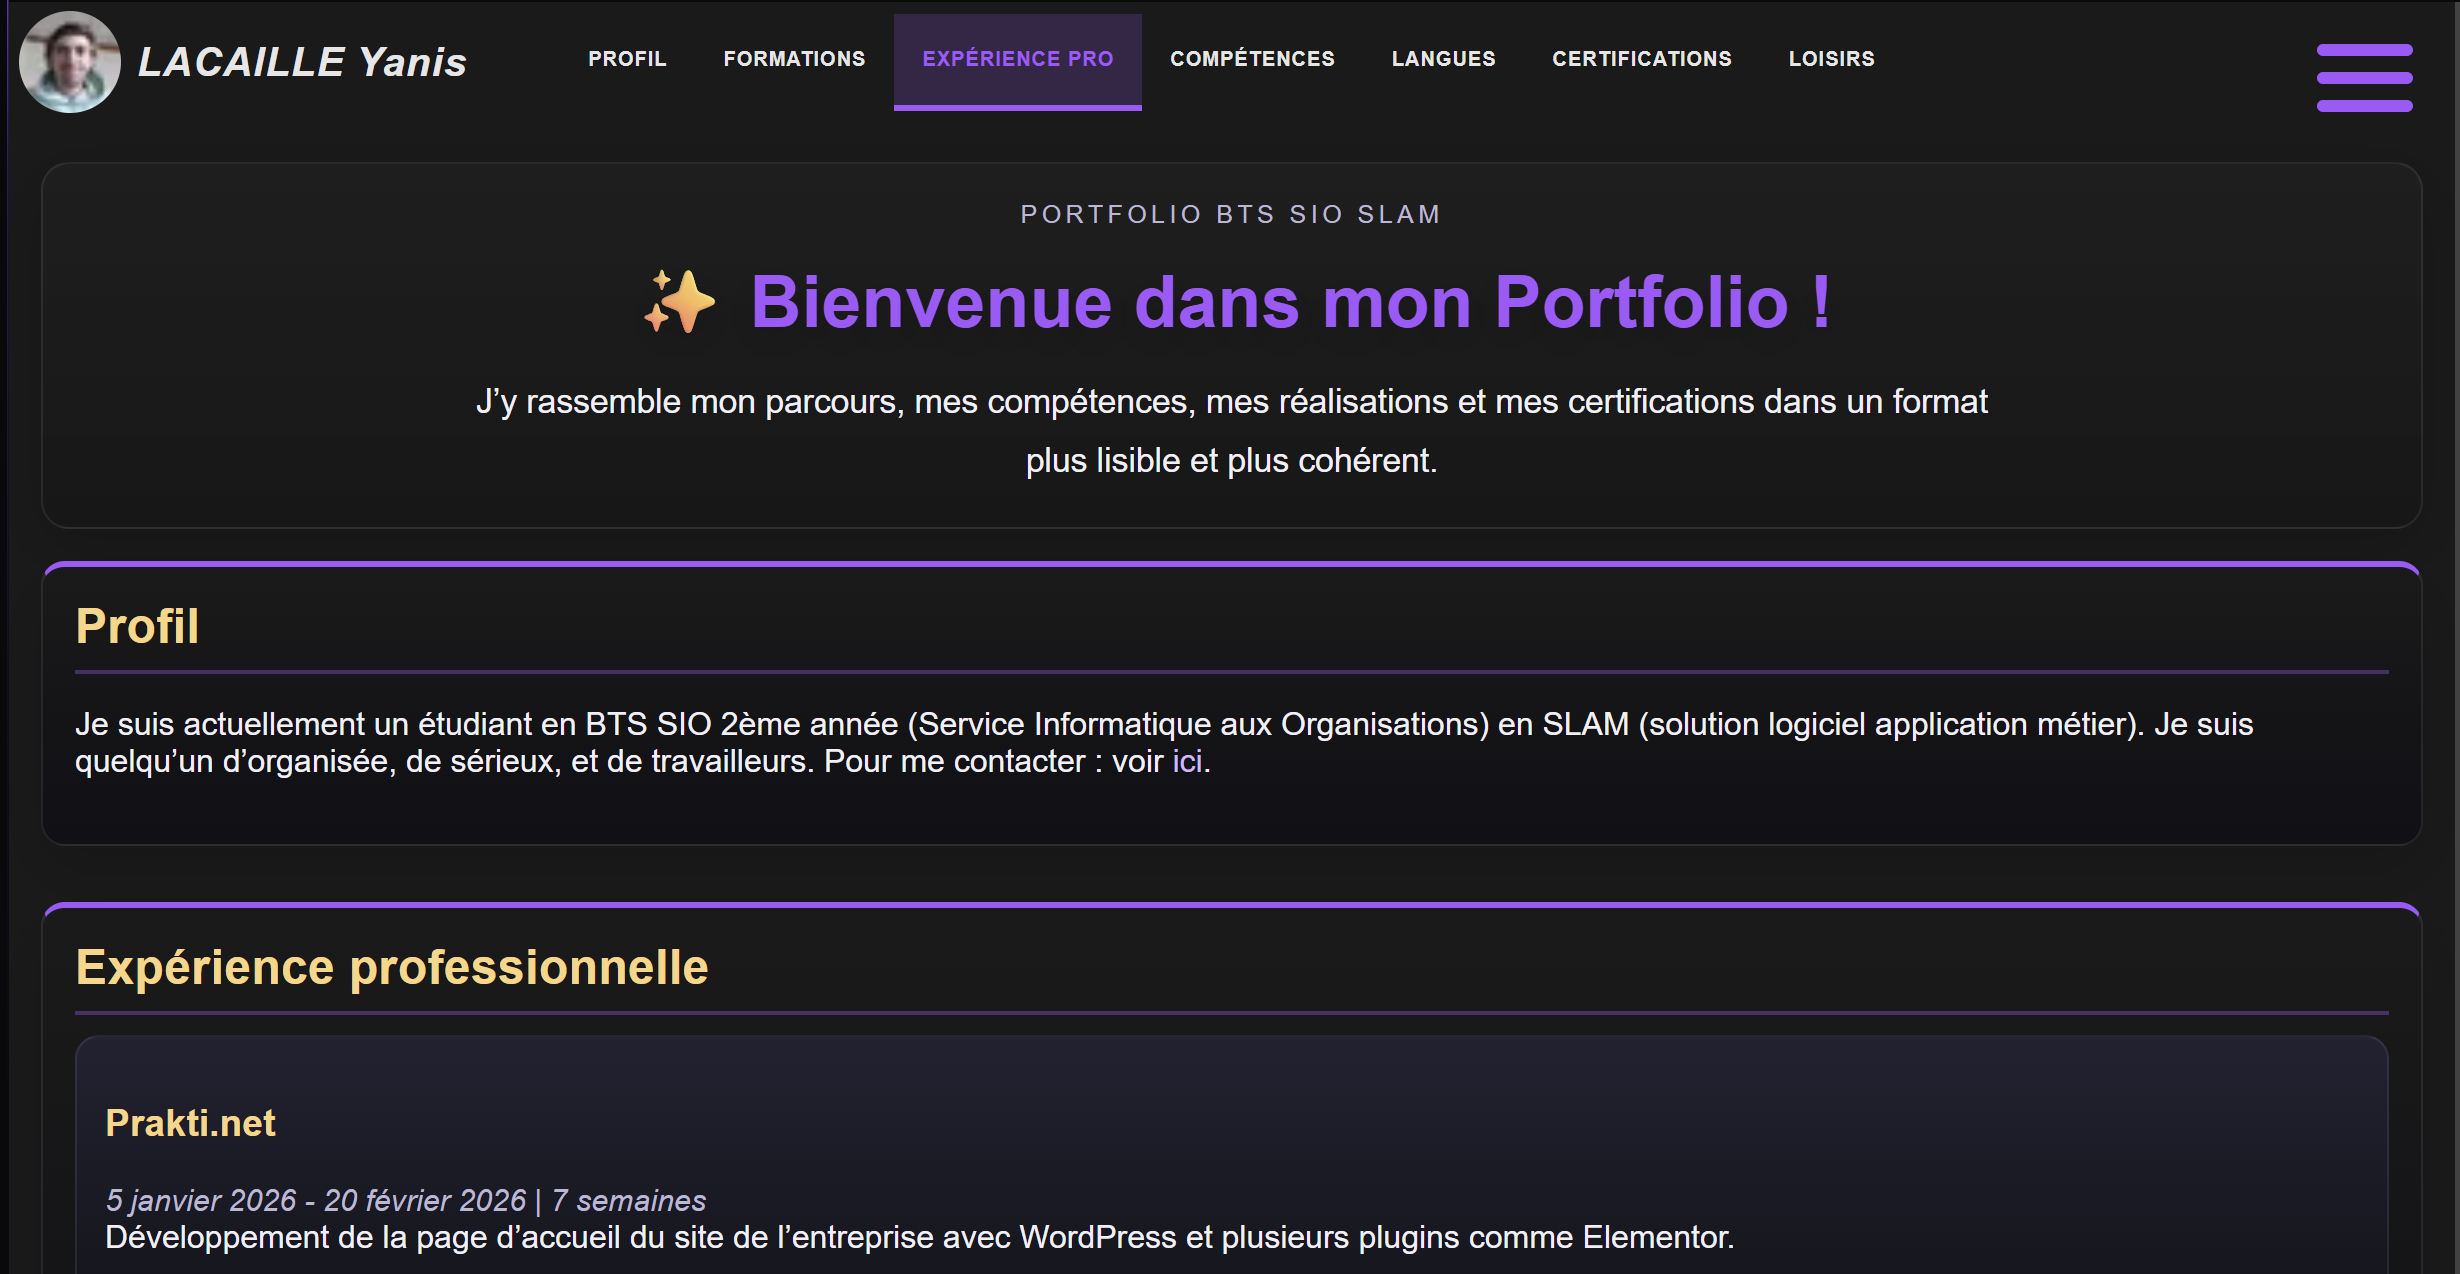 LACAILLE Yanis
PROFIL
FORMATIONS
EXPÉRIENCE PRO
COMPÉTENCES
LANGUES
CERTIFICATIONS
LOISIRS
PORTFOLIO BTS SIO SLAM
✨ Bienvenue dans mon Portfolio !
J’y rassemble mon parcours, mes compétences, mes réalisations et mes certifications dans un format
plus lisible et plus cohérent.
Profil
Je suis actuellement un étudiant en BTS SIO 2ème année (Service Informatique aux Organisations) en SLAM (solution logiciel application métier). Je suis
quelqu’un d’organisée, de sérieux, et de travailleurs. Pour me contacter : voir ici.
Expérience professionnelle
Prakti.net
5 janvier 2026 - 20 février 2026 | 7 semaines
Développement de la page d’accueil du site de l’entreprise avec WordPress et plusieurs plugins comme Elementor.